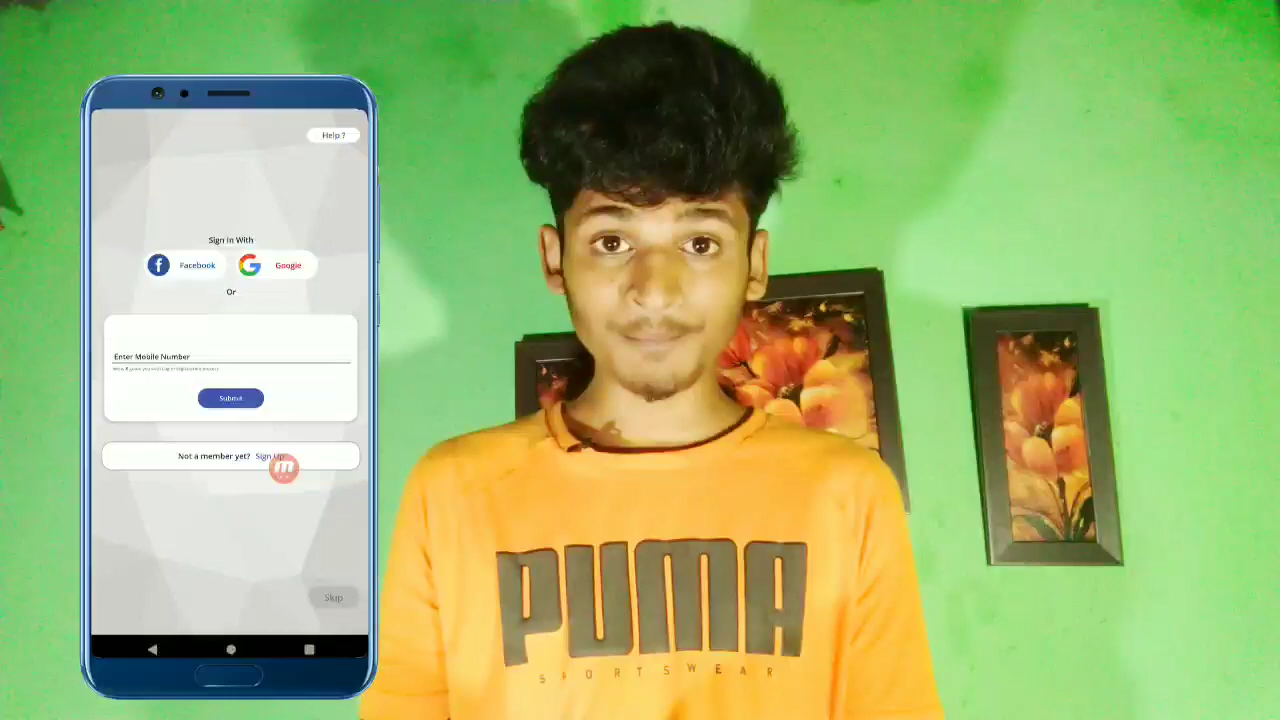 Help ?
Sign in With
Facebook
Google
Or
Enter Mobile Number
Submit
Not a member yet? Sign Up
Skip
PUMA
SPORTSWEAR